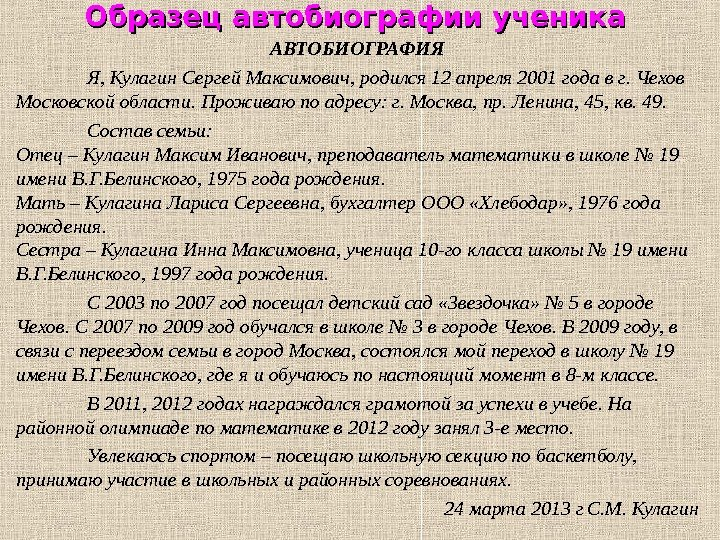 Образец автобиографии ученика
АВТОБИОГРАФИЯ
Я, Кулагин Сергей Максимович, родился 12 апреля 2001 года в г. Чехов
Московской области. Проживаю по адресу: г. Москва, пр. Ленина, 45, кв. 49.
Состав семьи:
Отец – Кулагин Максим Иванович, преподаватель математики в школе № 19
имени В.Г.Белинского, 1975 года рождения.
Мать – Кулагина Лариса Сергеевна, бухгалтер ООО «Хлебодар», 1976 года
рождения.
Сестра – Кулагина Инна Максимовна, ученица 10-го класса школы № 19 имени
В.Г.Белинского, 1997 года рождения.
С 2003 по 2007 год посещал детский сад «Звездочка» № 5 в городе
Чехов. С 2007 по 2009 год обучался в школе № 3 в городе Чехов. В 2009 году, в
связи с переездом семьи в город Москва, состоялся мой переход в школу № 19
имени В.Г.Белинского, где я и обучаюсь по настоящий момент в 8-м классе.
В 2011, 2012 годах награждался грамотой за успехи в учебе. На
районной олимпиаде по математике в 2012 году занял 3-е место.
Увлекаюсь спортом – посещаю школьную секцию по баскетболу,
принимаю участие в школьных и районных соревнованиях.
24 марта 2013 г С.М. Кулагин